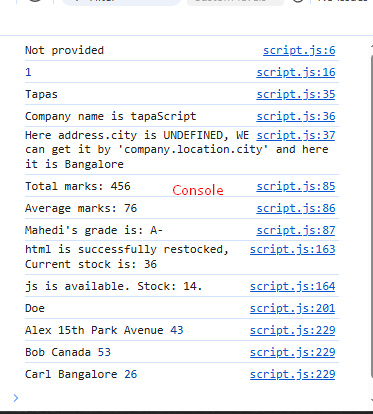 Not provided script.js:6
1 script.js:16
Tapas script.js:35
Company name is tapaScript script.js:36
Here address.city is UNDEFINED, WE script.js:37
can get it by 'company.location.city' and here
it is Bangalore
Total marks: 456 script.js:85
Console
Average marks: 76 script.js:86
Mahedi's grade is: A- script.js:87
html is successfully restocked, script.js:163
Current stock is: 36
js is available. Stock: 14. script.js:164
Doe script.js:201
Alex 15th Park Avenue 43 script.js:229
Bob Canada 53 script.js:229
Carl Bangalore 26 script.js:229
>